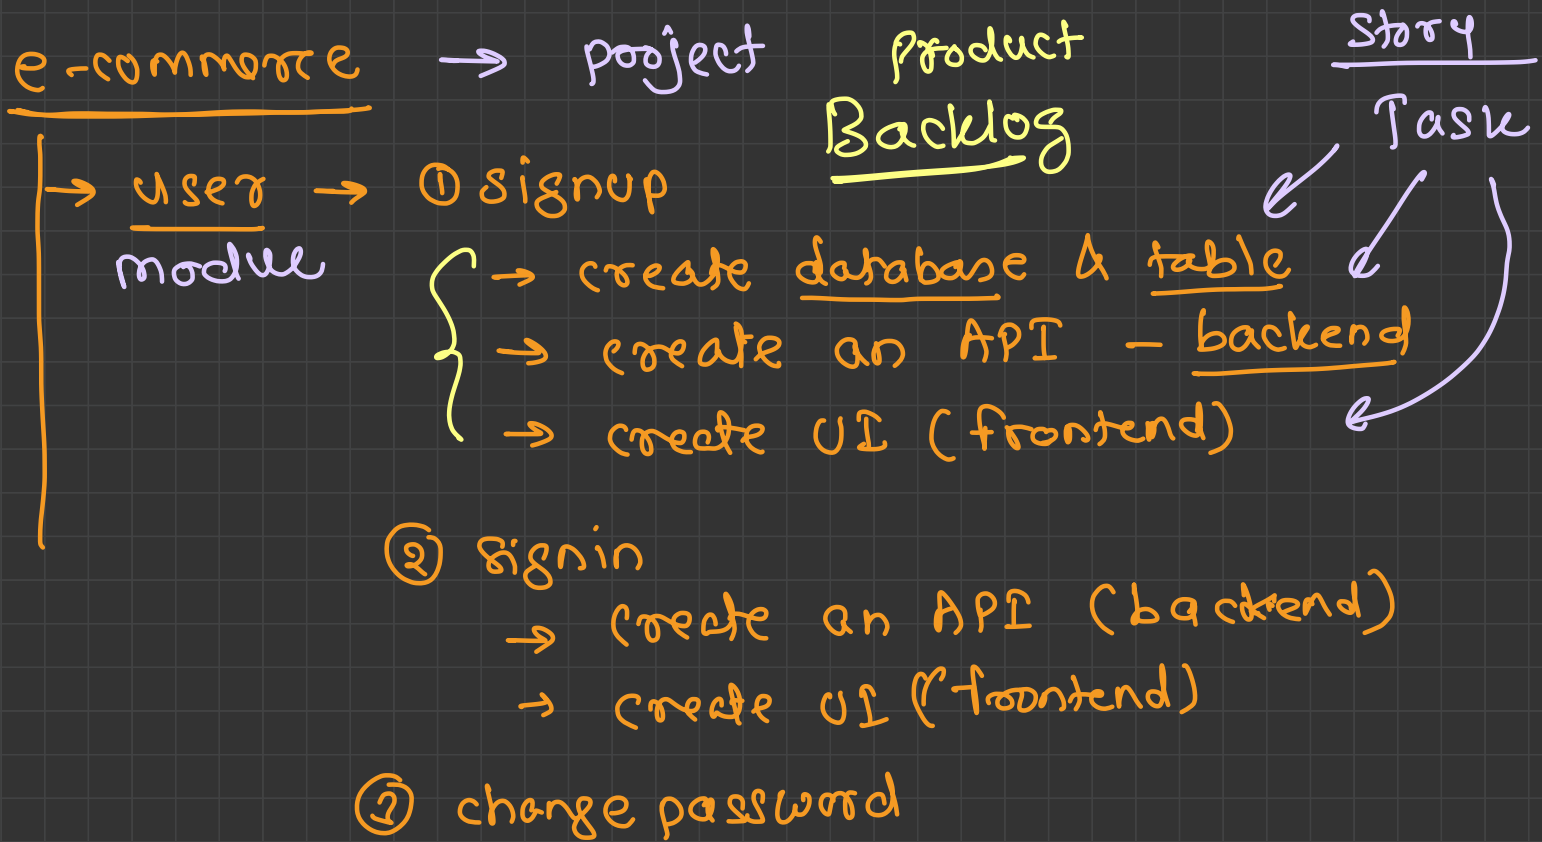 e-commerce → project
Product
Backlog
Story
Task
→ user → ① signup
module
→ create database & table
→ create an API - backend
→ create UI (frontend)
② signin
→ create an API (backend)
→ create UI (frontend)
③ change password